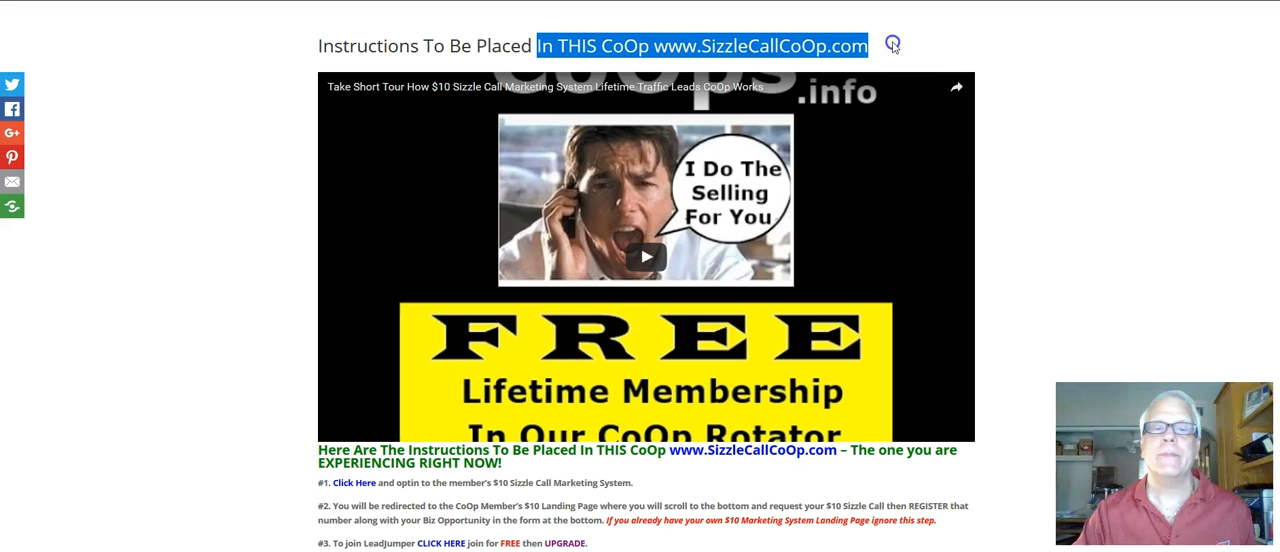 Instructions To Be Placed In THIS CoOp www.SizzleCallCoOp.com
Take Short Tour How $10 Sizzle Call Marketing System Lifetime Traffic Leads CoOp Works
CoOps.info
I Do The
Selling
For You
FREE
Lifetime Membership
In Our CoOp Rotator
Here Are The Instructions To Be Placed In THIS CoOp www.SizzleCallCoOp.com – The one you are
EXPERIENCING RIGHT NOW!
#1. Click Here and optin to the member's $10 Sizzle Call Marketing System.
#2. You will be redirected to the CoOp Member's $10 Landing Page where you will scroll to the bottom and request your $10 Sizzle Call then REGISTER that
number along with your Biz Opportunity in the form at the bottom. If you already have your own $10 Marketing System Landing Page ignore this step.
#3. To join LeadJumper CLICK HERE join for FREE then UPGRADE.